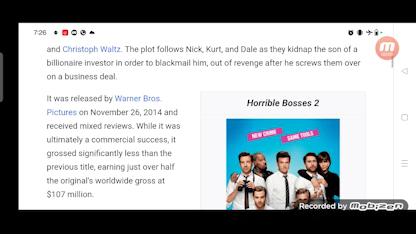 7:26
and Christoph Waltz. The plot follows Nick, Kurt, and Dale as they kidnap the son of a
billionaire investor in order to blackmail him, out of revenge after he screws them over
on a business deal.
It was released by Warner Bros.
Pictures on November 26, 2014 and
received mixed reviews. While it was
ultimately a commercial success, it
grossed significantly less than the
previous title, earning just over half
the original's worldwide gross at
$107 million.
Horrible Bosses 2
NEW CRIME
SAME TOOLS
Recorded by Mobizen